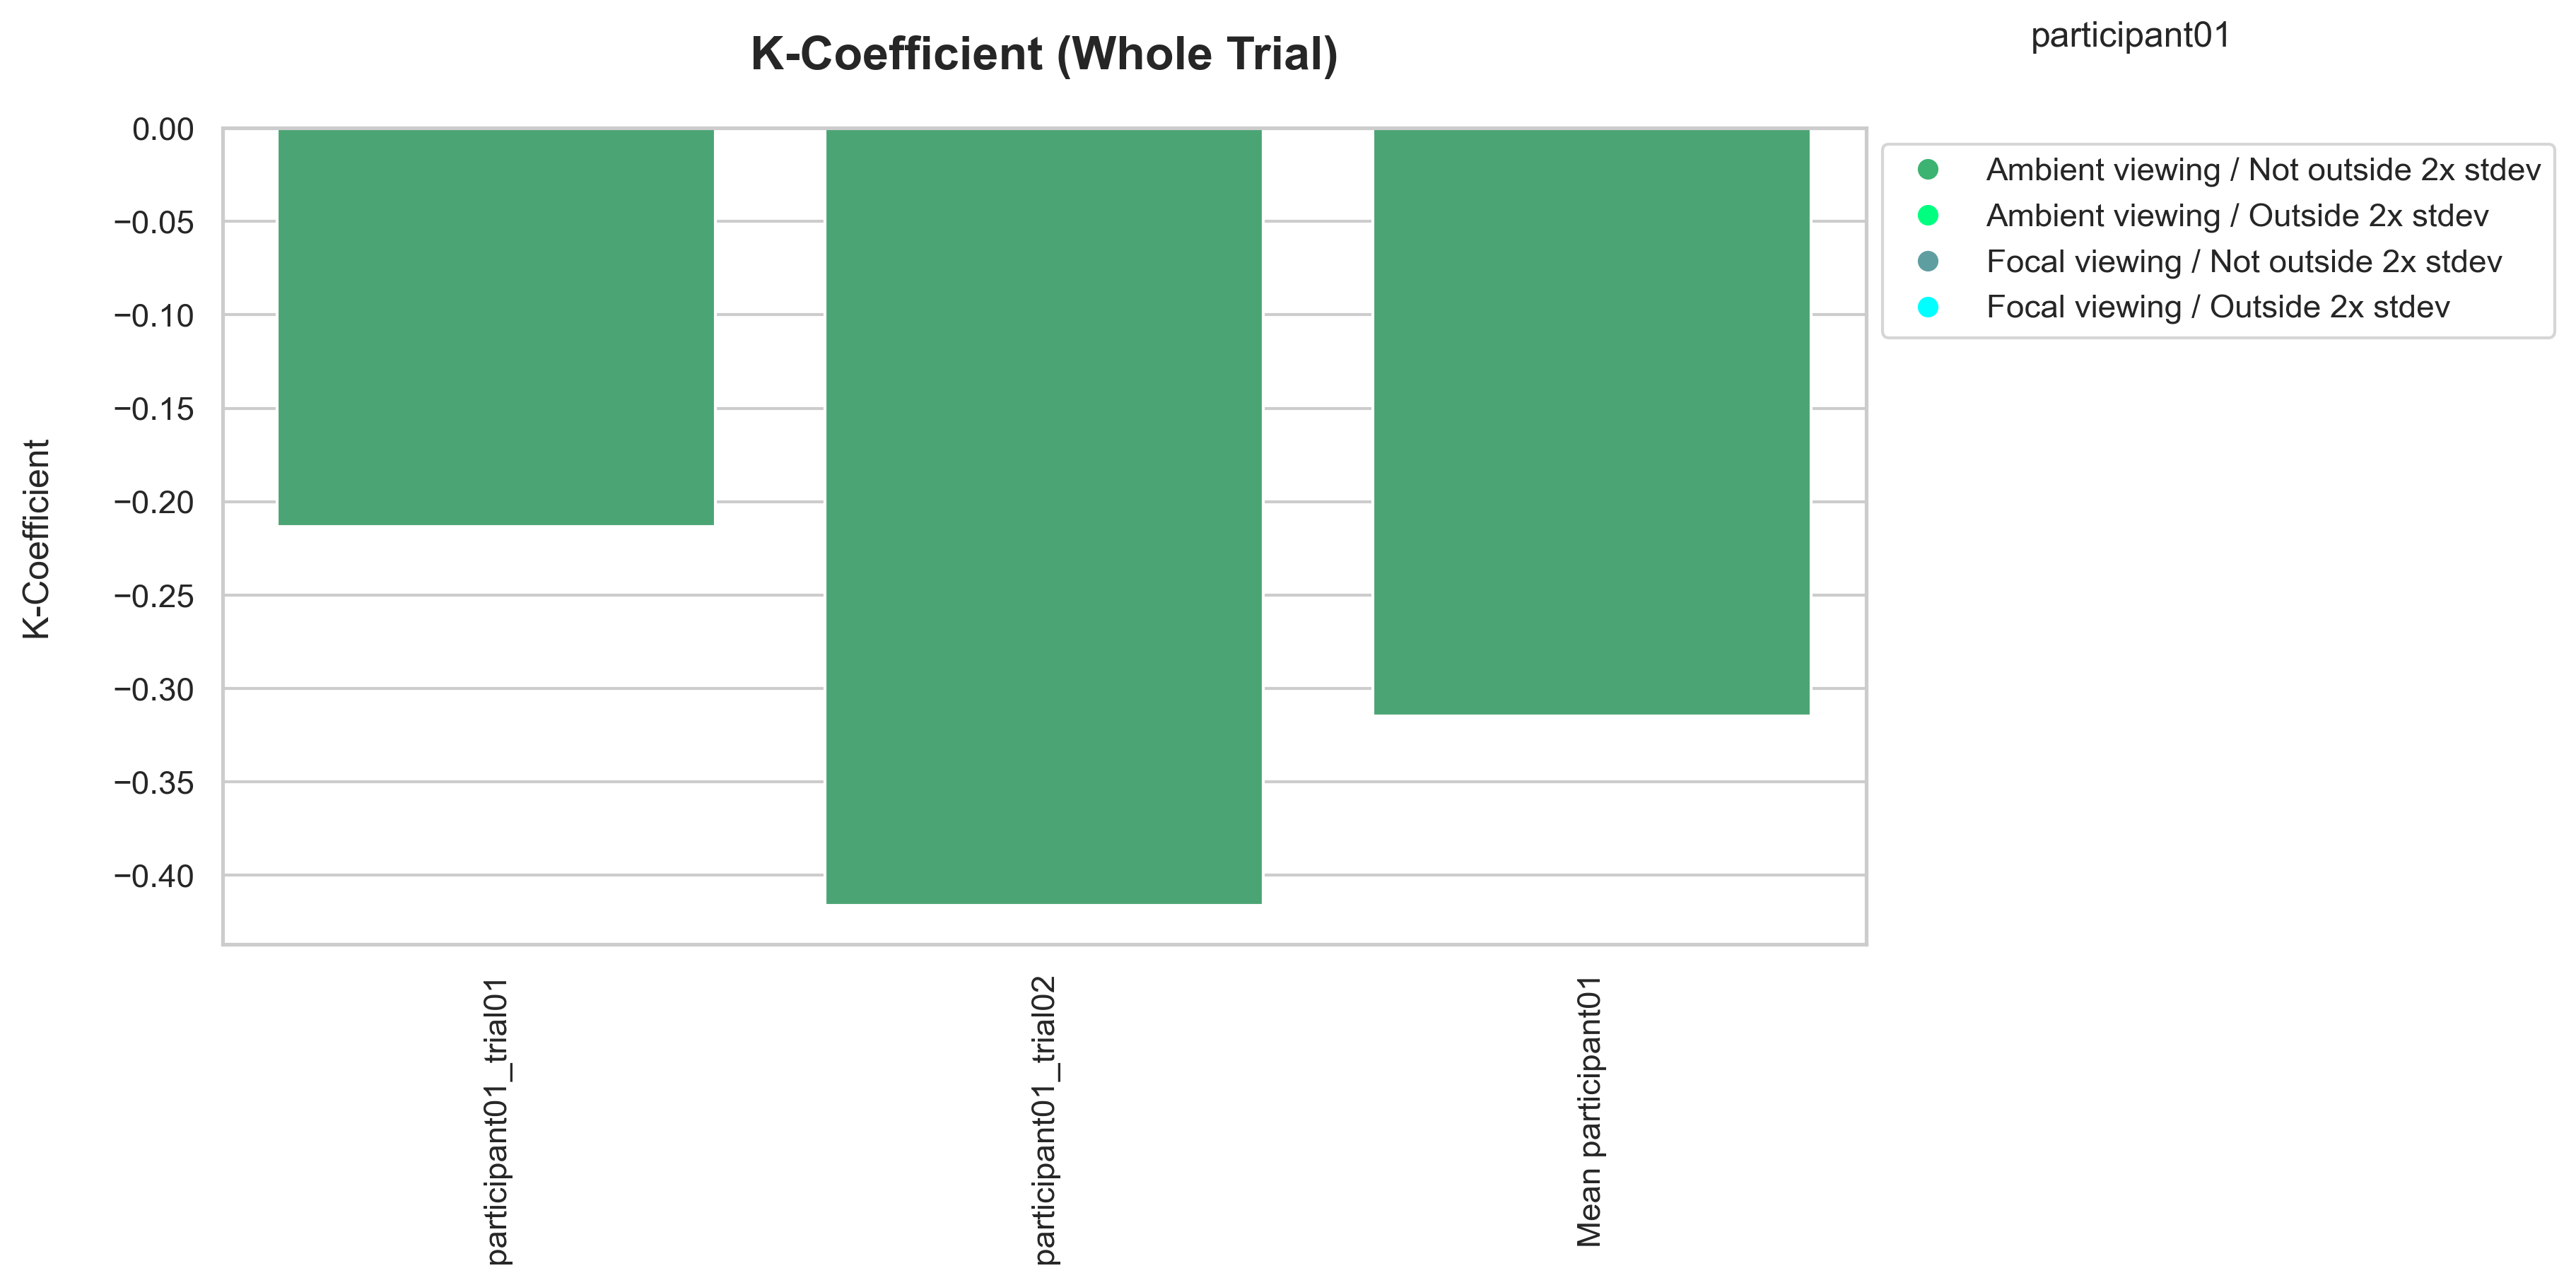 participant01
K-Coefficient (Whole Trial)
0.00
−0.05
−0.10
−0.15
−0.20
−0.25
−0.30
−0.35
−0.40
K-Coefficient
Ambient viewing / Not outside 2x stdev
Ambient viewing / Outside 2x stdev
Focal viewing / Not outside 2x stdev
Focal viewing / Outside 2x stdev
participant01_trial01
participant01_trial02
Mean participant01